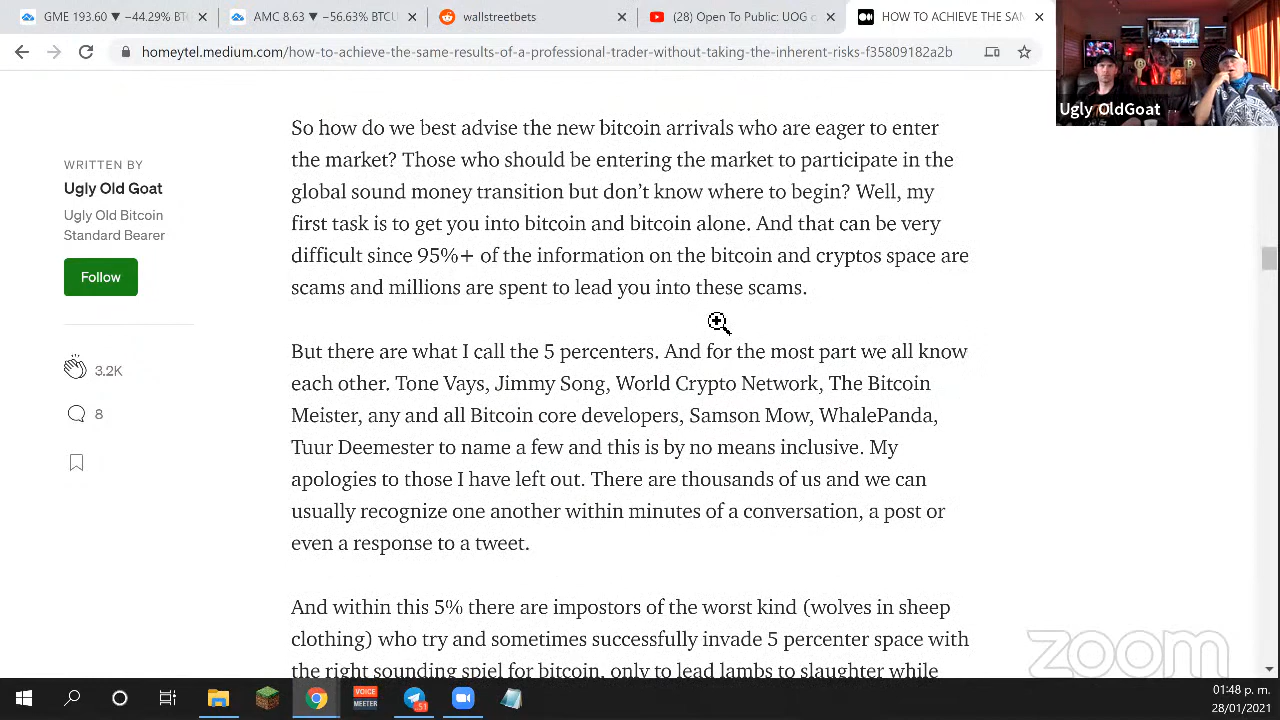 GME 193.60 ▼ −44.29% BT
AMC 8.63 ▼ −56.63% BTCU
wallstreetbets
(28) Open To Public: UOG
HOW TO ACHIEVE THE SAN
homeytel.medium.com/how-to-achieve-the-sa of-a-professional-trader-without-taking-the-inherent-risks-f35803182a2b
Ugly OldGoat
So how do we best advise the new bitcoin arrivals who are eager to enter
the market? Those who should be entering the market to participate in the
global sound money transition but don’t know where to begin? Well, my
first task is to get you into bitcoin and bitcoin alone. And that can be very
difficult since 95%+ of the information on the bitcoin and cryptos space are
scams and millions are spent to lead you into these scams.
WRITTEN BY
Ugly Old Goat
Ugly Old Bitcoin
Standard Bearer
Follow
3.2K
8
But there are what I call the 5 percenters. And for the most part we all know
each other. Tone Vays, Jimmy Song, World Crypto Network, The Bitcoin
Meister, any and all Bitcoin core developers, Samson Mow, WhalePanda,
Tuur Deemester to name a few and this is by no means inclusive. My
apologies to those I have left out. There are thousands of us and we can
usually recognize one another within minutes of a conversation, a post or
even a response to a tweet.
And within this 5% there are impostors of the worst kind (wolves in sheep
clothing) who try and sometimes successfully invade 5 percenter space with
the right sounding spiel for bitcoin, only to lead lambs to slaughter while
zoom
VOICE
MEETER
51
01:48 p. m.
28/01/2021